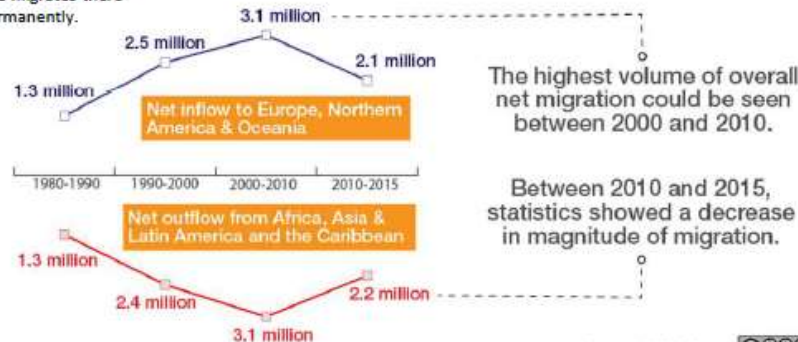 rmanently.
3.1 million
2.5 million
2.1 million
1.3 million
Net inflow to Europe, Northern
America & Oceania
The highest volume of overall
net migration could be seen
between 2000 and 2010.
1980-1990
1990-2000
2000-2010
2010-2015
Net outflow from Africa, Asia &
Latin America and the Caribbean
Between 2010 and 2015,
statistics showed a decrease
in magnitude of migration.
1.3 million
2.4 million
3.1 million
2.2 million